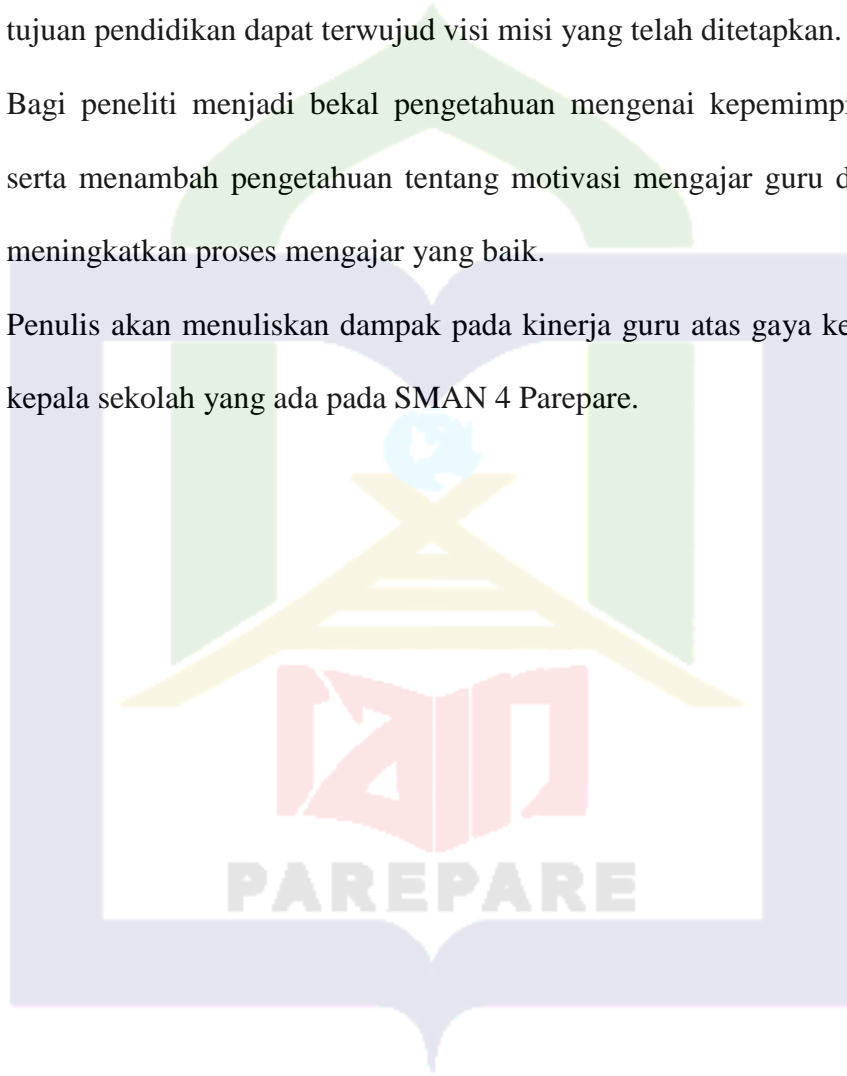 tujuan pendidikan dapat terwujud visi misi yang telah ditetapkan.
Bagi peneliti menjadi bekal pengetahuan mengenai
serta menambah pengetahuan tentang motivasi mengajar guru
meningkatkan proses mengajar yang baik.
Penulis akan menuliskan dampak pada kinerja guru atas gaya
kepala sekolah yang ada pada SMAN 4 Parepare.
iain
PAREPARE